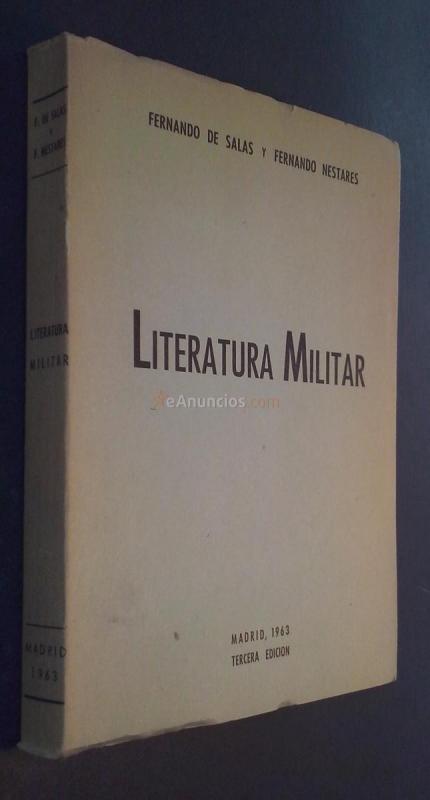 F. DE SALAS
Y
F. NESTARES
LITERATURA
MILITAR
MADRID
1963
FERNANDO DE SALAS Y FERNANDO NESTARES
LITERATURA MILITAR
eAnuncios.com
MADRID, 1963
TERCERA EDICION